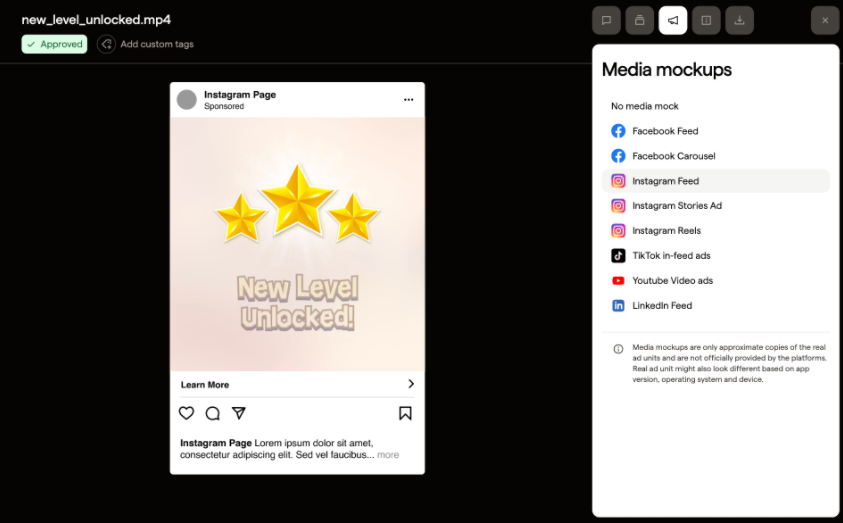 new_level_unlocked.mp4
Approved
Add custom tags
Instagram Page
Sponsored
New Level
Unlocked!
Learn More
Instagram Page Lorem ipsum dolor sit amet,
consectetur adipiscing elit. Sed vel faucibus... more
Media mockups
No media mock
Facebook Feed
Facebook Carousel
Instagram Feed
Instagram Stories Ad
Instagram Reels
TikTok in-feed ads
Youtube Video ads
LinkedIn Feed
Media mockups are only approximate copies of the real
ad units and are not officially provided by the platforms.
Real ad unit might also look different based on app
version, operating system and device.